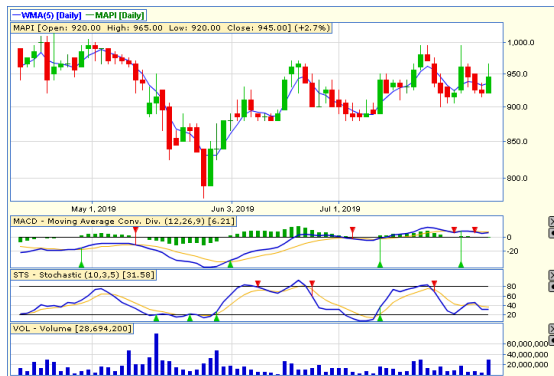 WMA(5) [Daily] MAPI [Daily]
MAPI [Open: 920.00 High: 965.00 Low: 920.00 Close: 945.00] (+2.7%)
1,000.0
950.0
900.0
850.0
800.0
May 1, 2019 Jun 3, 2019 Jul 1, 2019
MACD - Moving Average Conv. Div. (12,26,9) [6.21]
0
-20
STS - Stochastic (10,3,5) [31.58]
80
60
40
20
VOL - Volume [28,694,200]
60,000,000
40,000,000
20,000,000